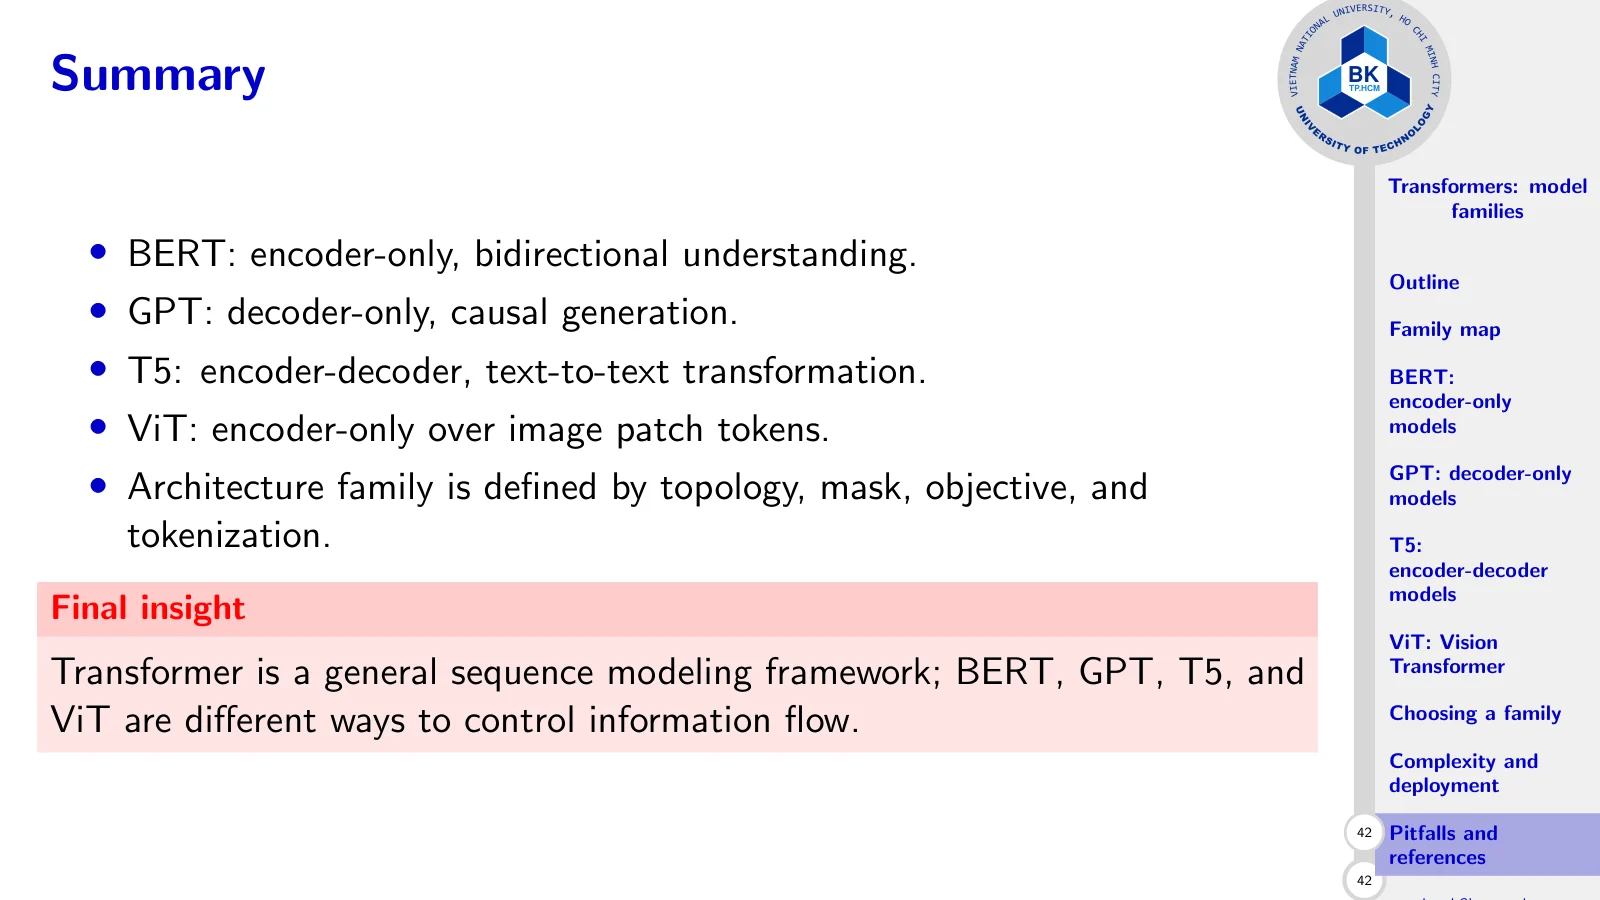 Summary
• BERT: encoder-only, bidirectional understanding.
• GPT: decoder-only, causal generation.
• T5: encoder-decoder, text-to-text transformation.
• ViT: encoder-only over image patch tokens.
• Architecture family is defined by topology, mask, objective, and
tokenization.
Final insight
Transformer is a general sequence modeling framework; BERT, GPT, T5, and
ViT are different ways to control information flow.
VIETNAM NATIONAL UNIVERSITY, HO CHI MINH CITY
BK
TP.HCM
UNIVERSITY OF TECHNOLOGY
Transformers: model
families
Outline
Family map
BERT:
encoder-only
models
GPT: decoder-only
models
T5:
encoder-decoder
models
ViT: Vision
Transformer
Choosing a family
Complexity and
deployment
42
Pitfalls and
references
42